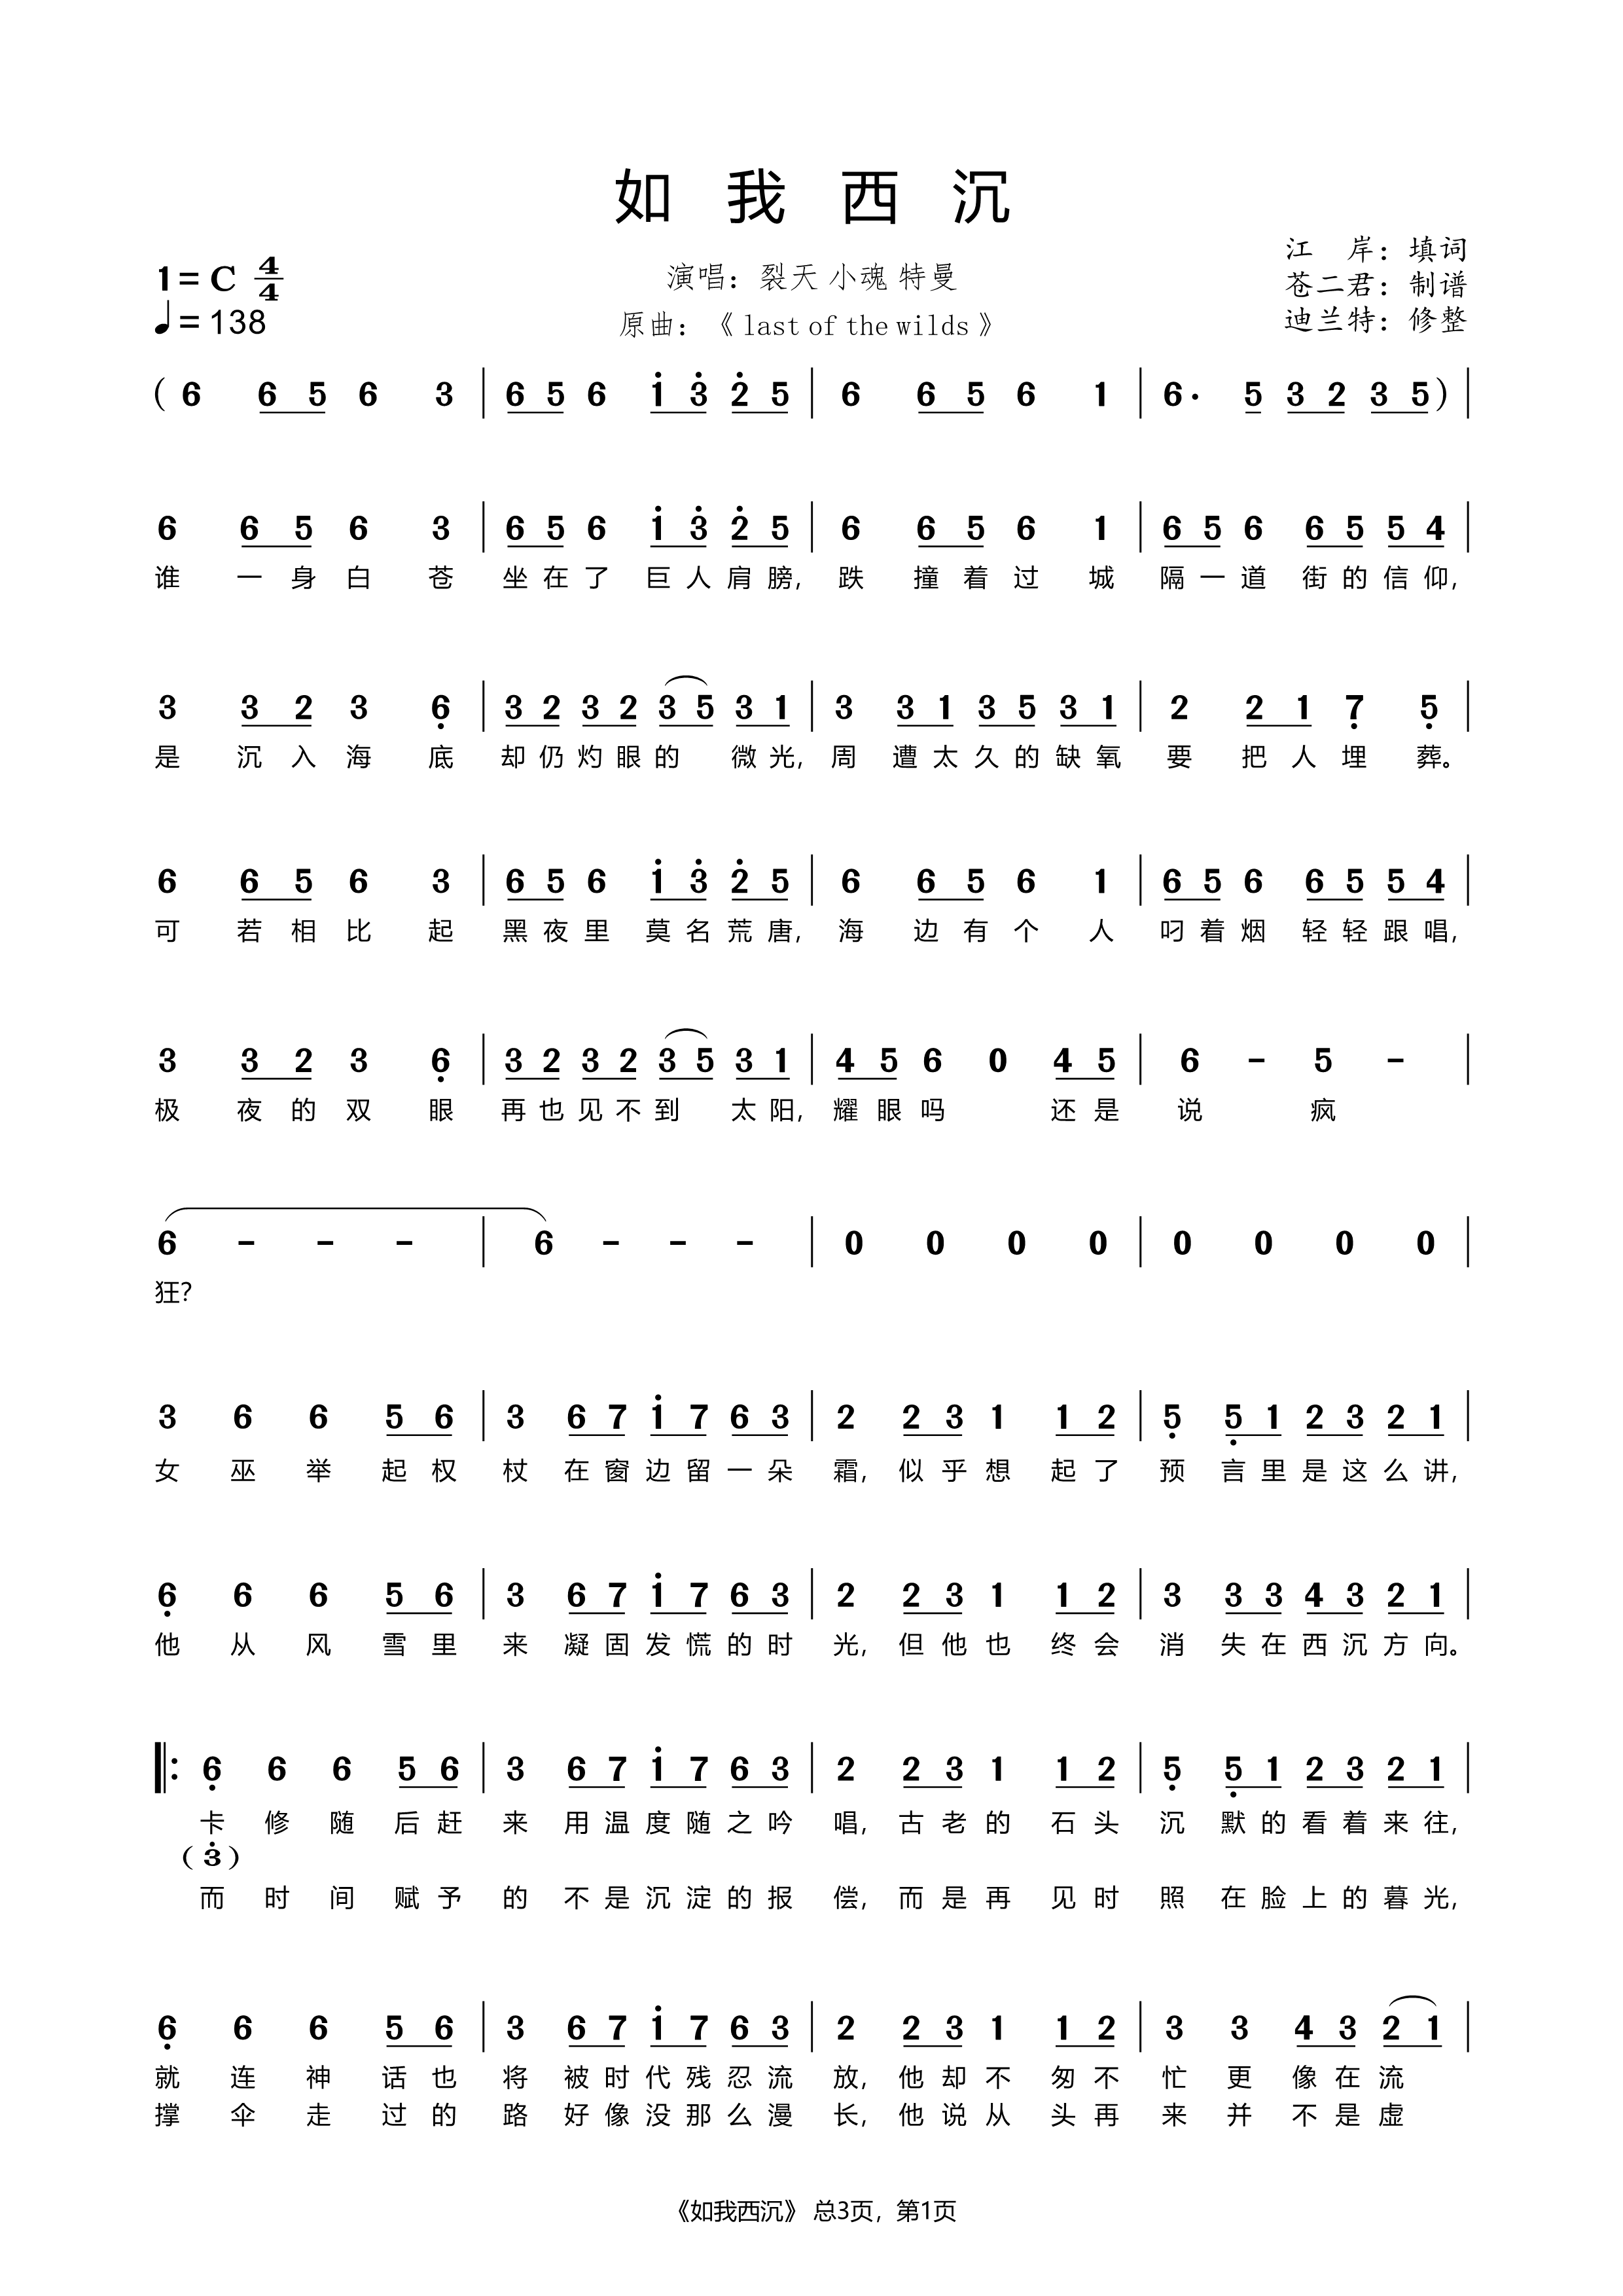 如 我 西 沉
1=C 4/4
♩=138
演唱：裂天 小魂 特曼
原曲：《 last of the wilds 》
江 岸：填词
苍二君：制谱
迪兰特：修整
( 6 6 5 6 3 | 6 5 6 1̇ 3̇ 2̇ 5 | 6 6 5 6 1 | 6· 5 3 2 3 5 ) |
6 6 5 6 3 | 6 5 6 1̇ 3̇ 2̇ 5 | 6 6 5 6 1 | 6 5 6 6 5 5 4 |
谁 一 身 白 苍 坐 在 了 巨 人 肩 膀, 跌 撞 着 过 城 隔 一 道 街 的 信 仰,
3 3 2 3 6̣ | 3 2 3 2 3 5 3 1 | 3 3 1 3 5 3 1 | 2 2 1 7̣ 5̣ |
是 沉 入 海 底 却 仍 灼 眼 的 微 光, 周 遭 太 久 的 缺 氧 要 把 人 埋 葬。
6 6 5 6 3 | 6 5 6 1̇ 3̇ 2̇ 5 | 6 6 5 6 1 | 6 5 6 6 5 5 4 |
可 若 相 比 起 黑 夜 里 莫 名 荒 唐, 海 边 有 个 人 叼 着 烟 轻 轻 跟 唱,
3 3 2 3 6̣ | 3 2 3 2 3 5 3 1 | 4 5 6 0 4 5 | 6 - 5 - |
极 夜 的 双 眼 再 也 见 不 到 太 阳, 耀 眼 吗 还 是 说 疯
6 - - - | 6 - - - | 0 0 0 0 | 0 0 0 0 |
狂?
3 6 6 5 6 | 3 6 7 1̇ 7 6 3 | 2 2 3 1 1 2 | 5̣ 5̣ 1 2 3 2 1 |
女 巫 举 起 权 杖 在 窗 边 留 一 朵 霜, 似 乎 想 起 了 预 言 里 是 这 么 讲,
6̣ 6 6 5 6 | 3 6 7 1̇ 7 6 3 | 2 2 3 1 1 2 | 3 3 3 4 3 2 1 |
他 从 风 雪 里 来 凝 固 发 慌 的 时 光, 但 他 也 终 会 消 失 在 西 沉 方 向。
‖: 6̣ 6 6 5 6 | 3 6 7 1̇ 7 6 3 | 2 2 3 1 1 2 | 5̣ 5̣ 1 2 3 2 1 |
卡 修 随 后 赶 来 用 温 度 随 之 吟 唱, 古 老 的 石 头 沉 默 的 看 着 来 往,
( 3̇ )
而 时 间 赋 予 的 不 是 沉 淀 的 报 偿, 而 是 再 见 时 照 在 脸 上 的 暮 光,
6̣ 6 6 5 6 | 3 6 7 1̇ 7 6 3 | 2 2 3 1 1 2 | 3 3 4 3 2 1 |
就 连 神 话 也 将 被 时 代 残 忍 流 放, 他 却 不 匆 不 忙 更 像 在 流
撑 伞 走 过 的 路 好 像 没 那 么 漫 长, 他 说 从 头 再 来 并 不 是 虚
《如我西沉》 总3页，第1页